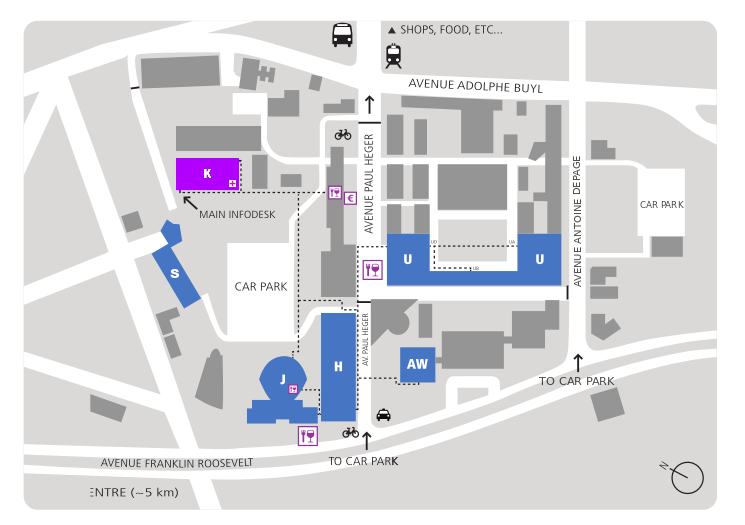 ▲ SHOPS, FOOD, ETC...
AVENUE ADOLPHE BUYL
AVENUE PAUL HEGER
AVENUE ANTOINE DEPAGE
K
MAIN INFODESK
€
CAR PARK
S
CAR PARK
U
UD
UA
UB
U
AV. PAUL HEGER
H
J
AW
TO CAR PARK
AVENUE FRANKLIN ROOSEVELT
TO CAR PARK
N
ENTRE (~5 km)